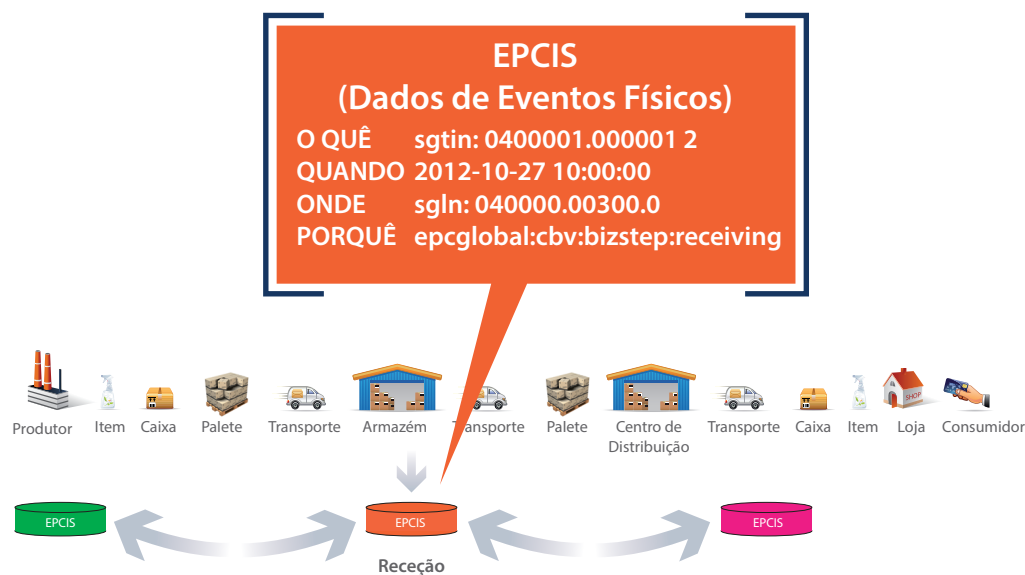 EPCIS
(Dados de Eventos Físicos)
O QUÊ sgtin: 0400001.000001 2
QUANDO 2012-10-27 10:00:00
ONDE sgln: 040000.00300.0
PORQUÊ epcglobal:cbv:bizstep:receiving
SHOP
Produtor Item Caixa Palete Transporte Armazém Transporte Palete Centro de Distribuição Transporte Caixa Item Loja Consumidor
EPCIS EPCIS EPCIS
Receção